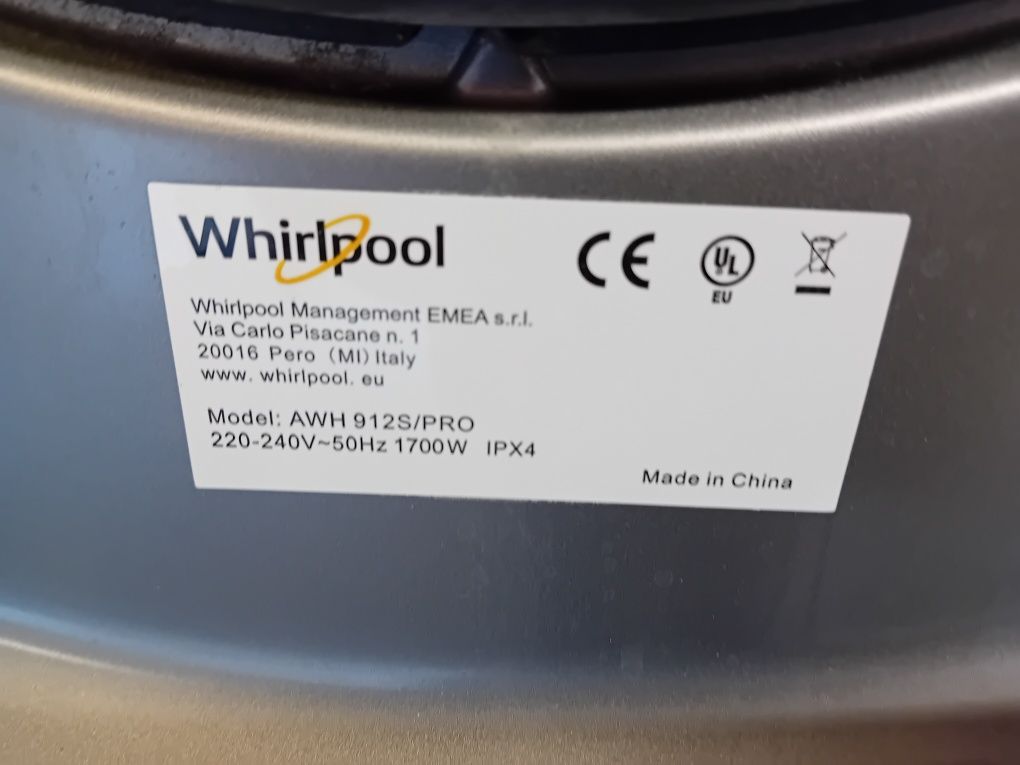 Whirlpool
CE
UL
EU
Whirlpool Management EMEA s.r.l.
Via Carlo Pisacane n. 1
20016 Pero (MI) Italy
www. whirlpool. eu
Model: AWH 912S/PRO
220-240V~50Hz 1700W IPX4
Made in China